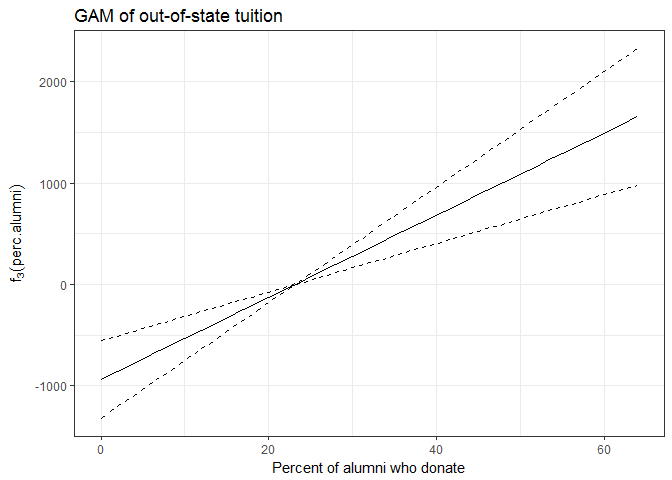 GAM of out-of-state tuition
2000
1000
0
-1000
f₃(perc.alumni)
0 20 40 60
Percent of alumni who donate